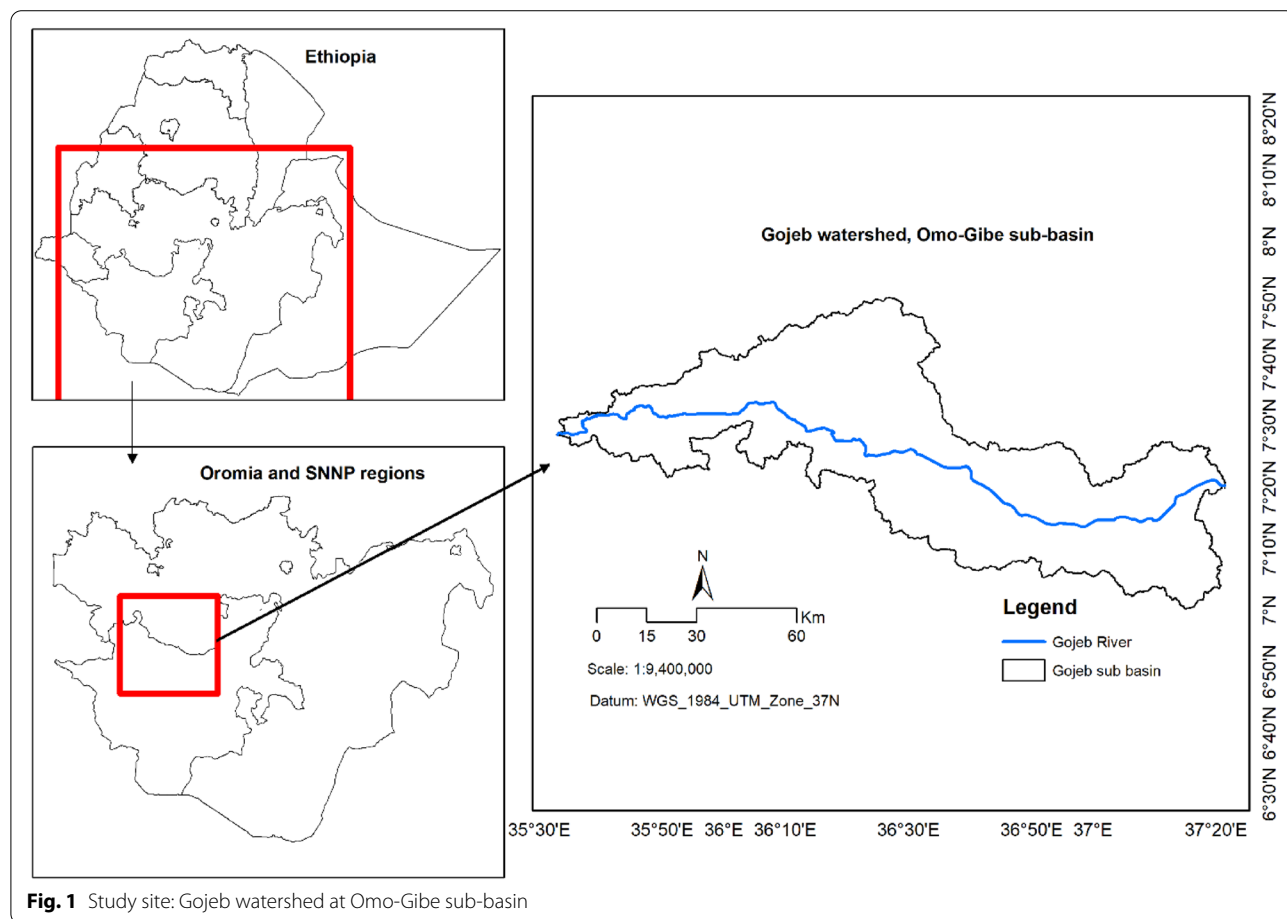 Ethiopia
Oromia and SNNP regions
Gojeb watershed, Omo-Gibe sub-basin
N
Km
0 15 30 60
Scale: 1:9,400,000
Datum: WGS_1984_UTM_Zone_37N
Legend
Gojeb River
Gojeb sub basin
8°20'N
8°10'N
8°N
7°50'N
7°40'N
7°30'N
7°20'N
7°10'N
7°N
6°50'N
6°40'N
6°30'N
35°30'E 35°50'E 36°E 36°10'E 36°30'E 36°50'E 37°E 37°20'E
Fig. 1 Study site: Gojeb watershed at Omo-Gibe sub-basin